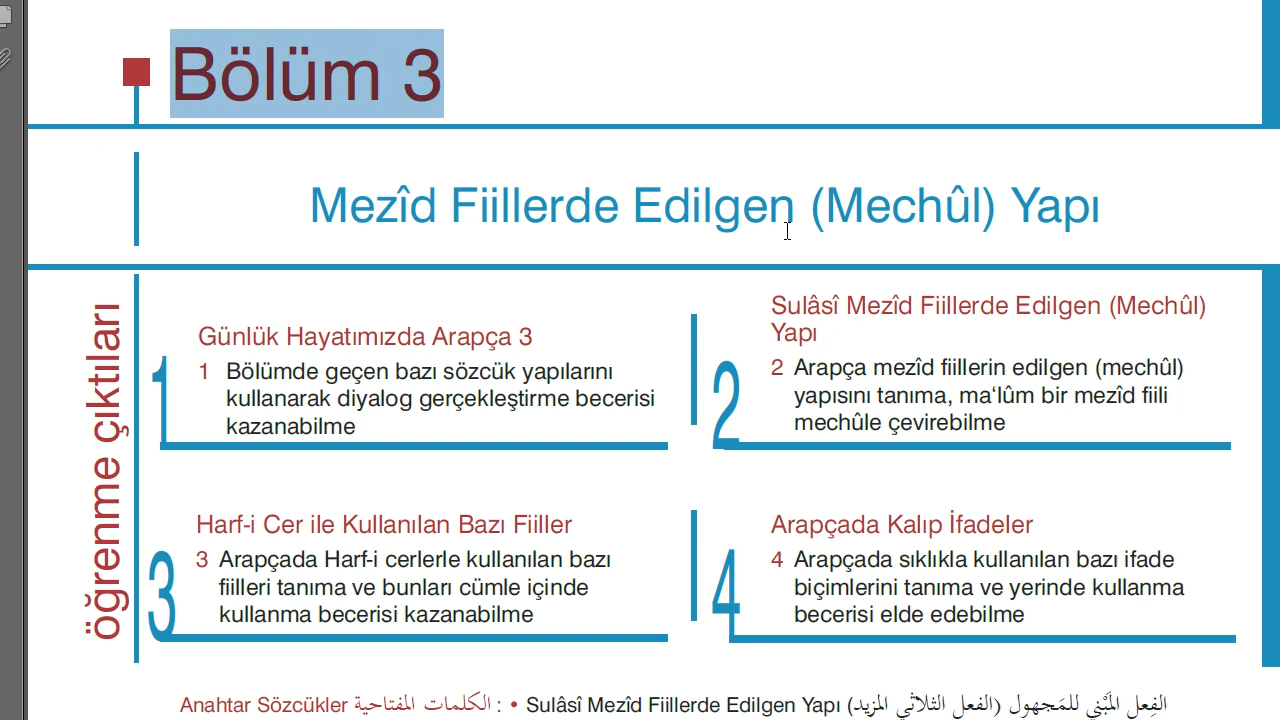 Bölüm 3
Mezîd Fiillerde Edilgen (Mechûl) Yapı
öğrenme çıktıları
1
Günlük Hayatımızda Arapça 3
1 Bölümde geçen bazı sözcük yapılarını
kullanarak diyalog gerçekleştirme becerisi
kazanabilme
2
Sulâsî Mezîd Fiillerde Edilgen (Mechûl)
Yapı
2 Arapça mezîd fiillerin edilgen (mechûl)
yapısını tanıma, ma‘lûm bir mezîd fiili
mechûle çevirebilme
3
Harf-i Cer ile Kullanılan Bazı Fiiller
3 Arapçada Harf-i cerlerle kullanılan bazı
fiilleri tanıma ve bunları cümle içinde
kullanma becerisi kazanabilme
4
Arapçada Kalıp İfadeler
4 Arapçada sıklıkla kullanılan bazı ifade
biçimlerini tanıma ve yerinde kullanma
becerisi elde edebilme
Anahtar Sözcükler الكلمات المفتاحية : • Sulâsî Mezîd Fiillerde Edilgen Yapı (الفِعل المَبْني للمَجهول (الفعل الثلاثي المزيد